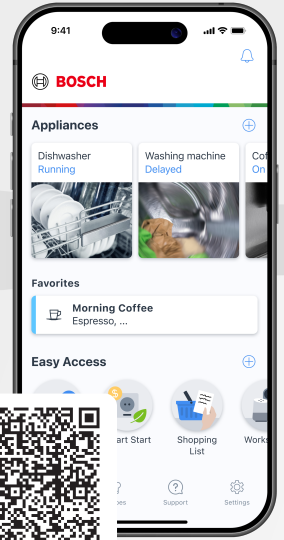 9:41
BOSCH
Appliances
Dishwasher
Running
Washing machine
Delayed
Cof
On
Favorites
Morning Coffee
Espresso, ...
Easy Access
art Start
Shopping
List
Works
pes
Support
Settings